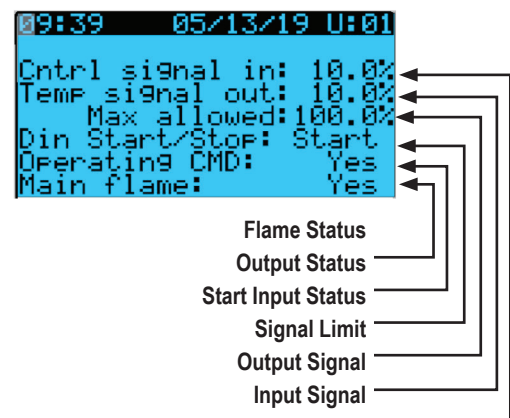 09:39 05/13/19 U:01
Cntrl signal in: 10.0%
Temp signal out: 10.0%
Max allowed:100.0%
Din Start/Stop: Start
Operating CMD: Yes
Main flame: Yes
Flame Status
Output Status
Start Input Status
Signal Limit
Output Signal
Input Signal